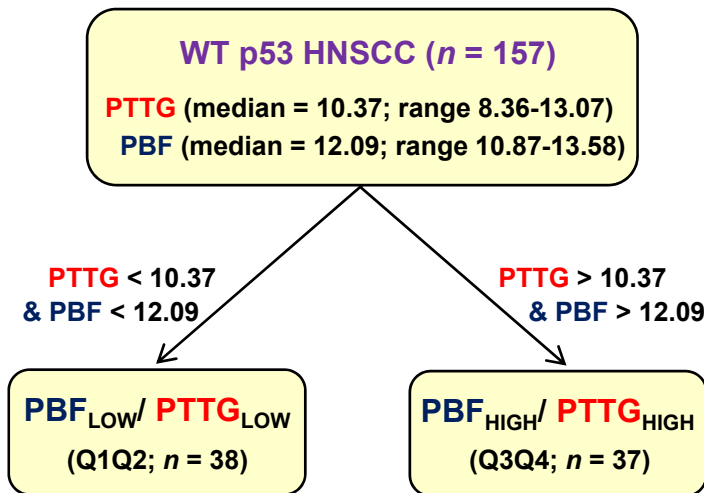 WT p53 HNSCC (n = 157)
PTTG (median = 10.37; range 8.36-13.07)
PBF (median = 12.09; range 10.87-13.58)
PTTG < 10.37
& PBF < 12.09
PTTG > 10.37
& PBF > 12.09
PBFLOW/ PTTGLOW
(Q1Q2; n = 38)
PBFHIGH/ PTTGHIGH
(Q3Q4; n = 37)